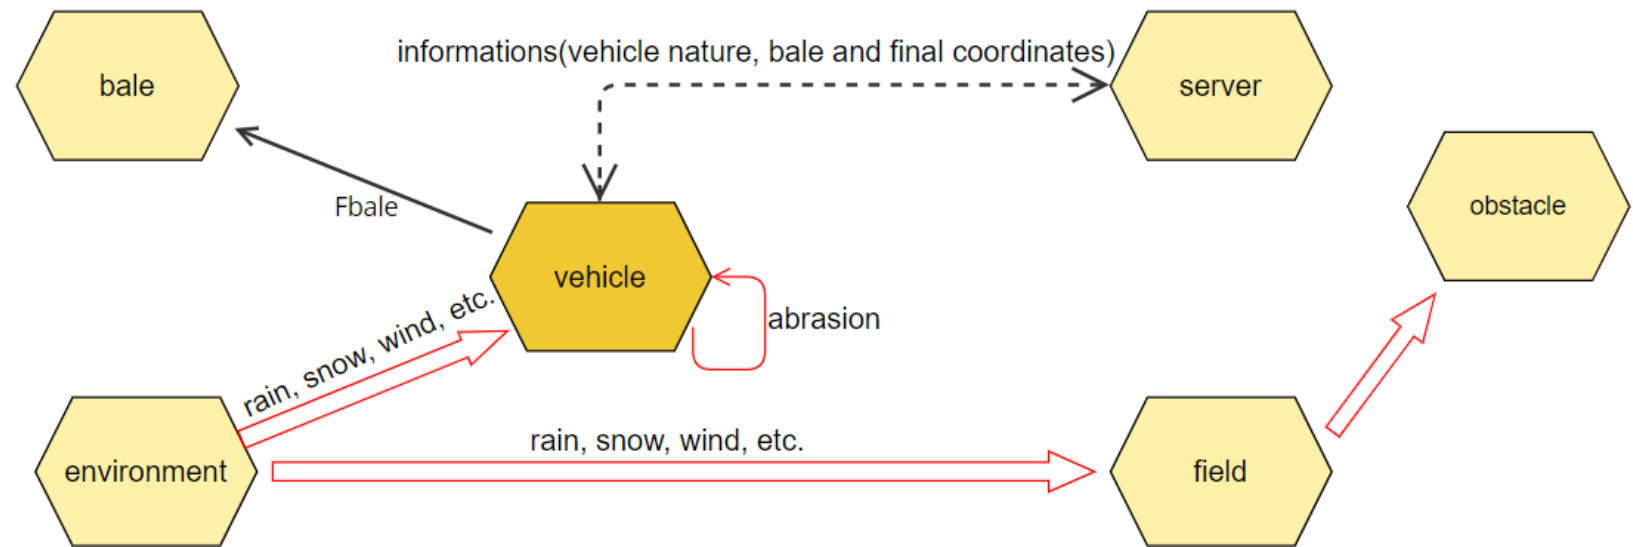 informations(vehicle nature, bale and final coordinates)
bale
server
Fbale
obstacle
vehicle
rain, snow, wind, etc.
abrasion
rain, snow, wind, etc.
environment
field